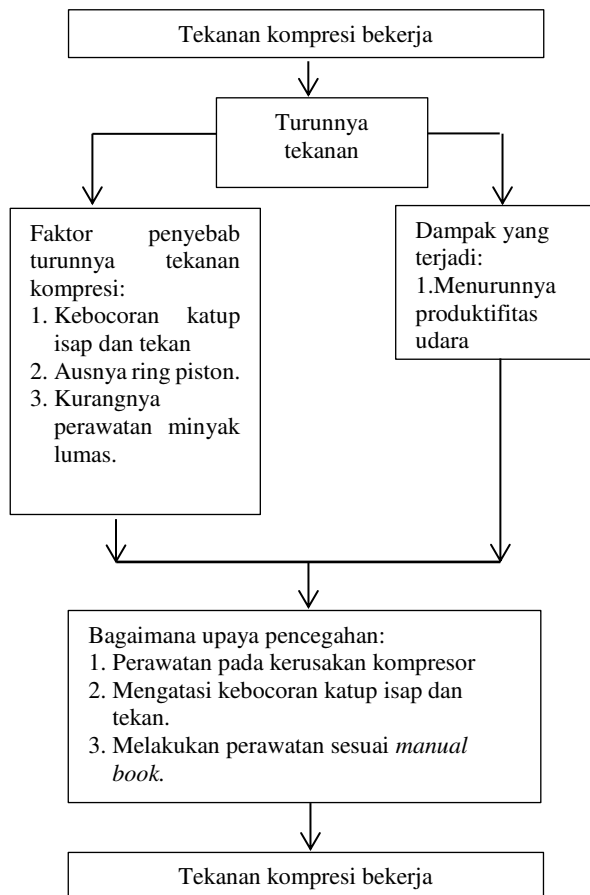 Tekanan kompresi bekerja
Turunnya
tekanan
Faktor penyebab
turunnya tekanan
kompresi:
1. Kebocoran katup
isap dan tekan
2. Ausnya ring piston.
3. Kurangnya
perawatan minyak
lumas.
Dampak yang
terjadi:
1.Menurunnya
produktifitas
udara
Bagaimana upaya pencegahan:
1. Perawatan pada kerusakan kompresor
2. Mengatasi kebocoran katup isap dan
tekan.
3. Melakukan perawatan sesuai manual
book.
Tekanan kompresi bekerja